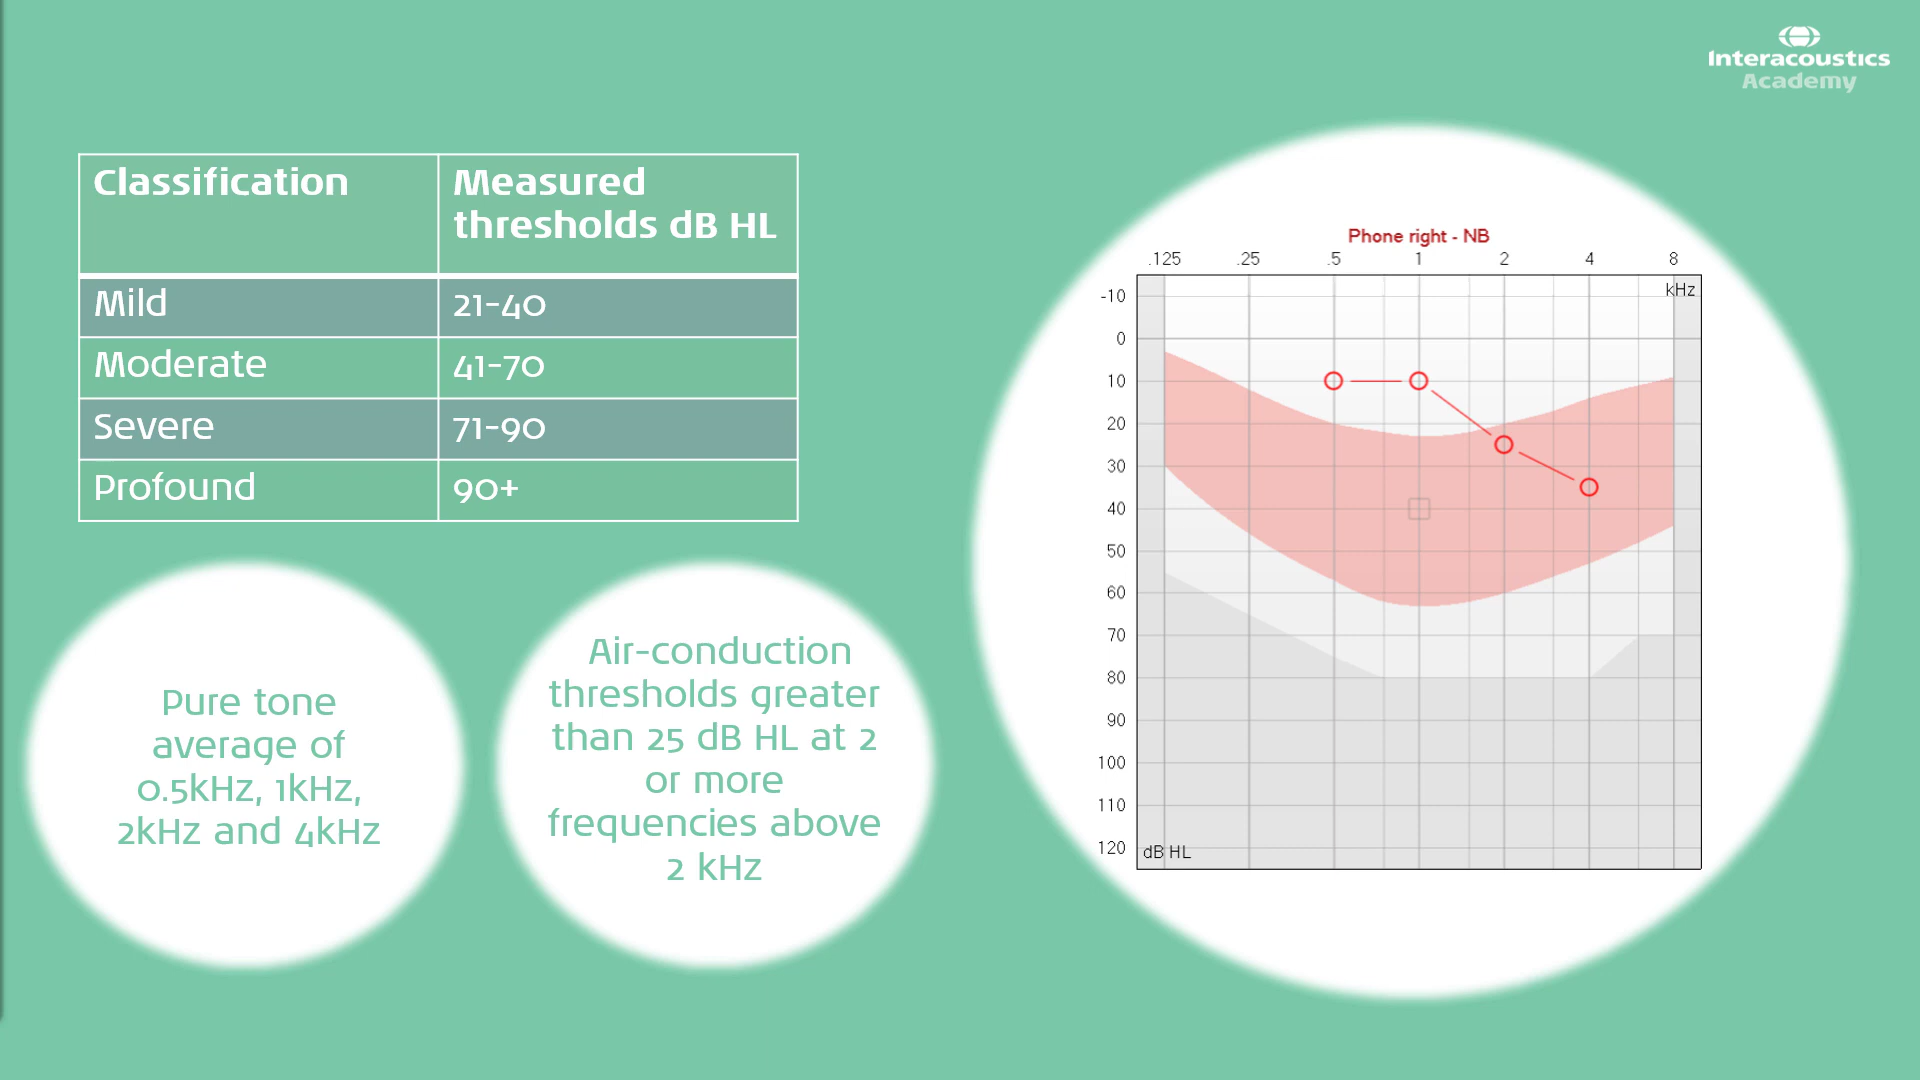 Interacoustics
Academy
Classification
Measured
thresholds dB HL
Mild
21-40
Moderate
41-70
Severe
71-90
Profound
90+
Pure tone
average of
0.5kHz, 1kHz,
2kHz and 4kHz
Air-conduction
thresholds greater
than 25 dB HL at 2
or more
frequencies above
2 kHz
Phone right - NB
.125 .25 .5 1 2 4 8
kHz
-10
0
10
20
30
40
50
60
70
80
90
100
110
120
dB HL